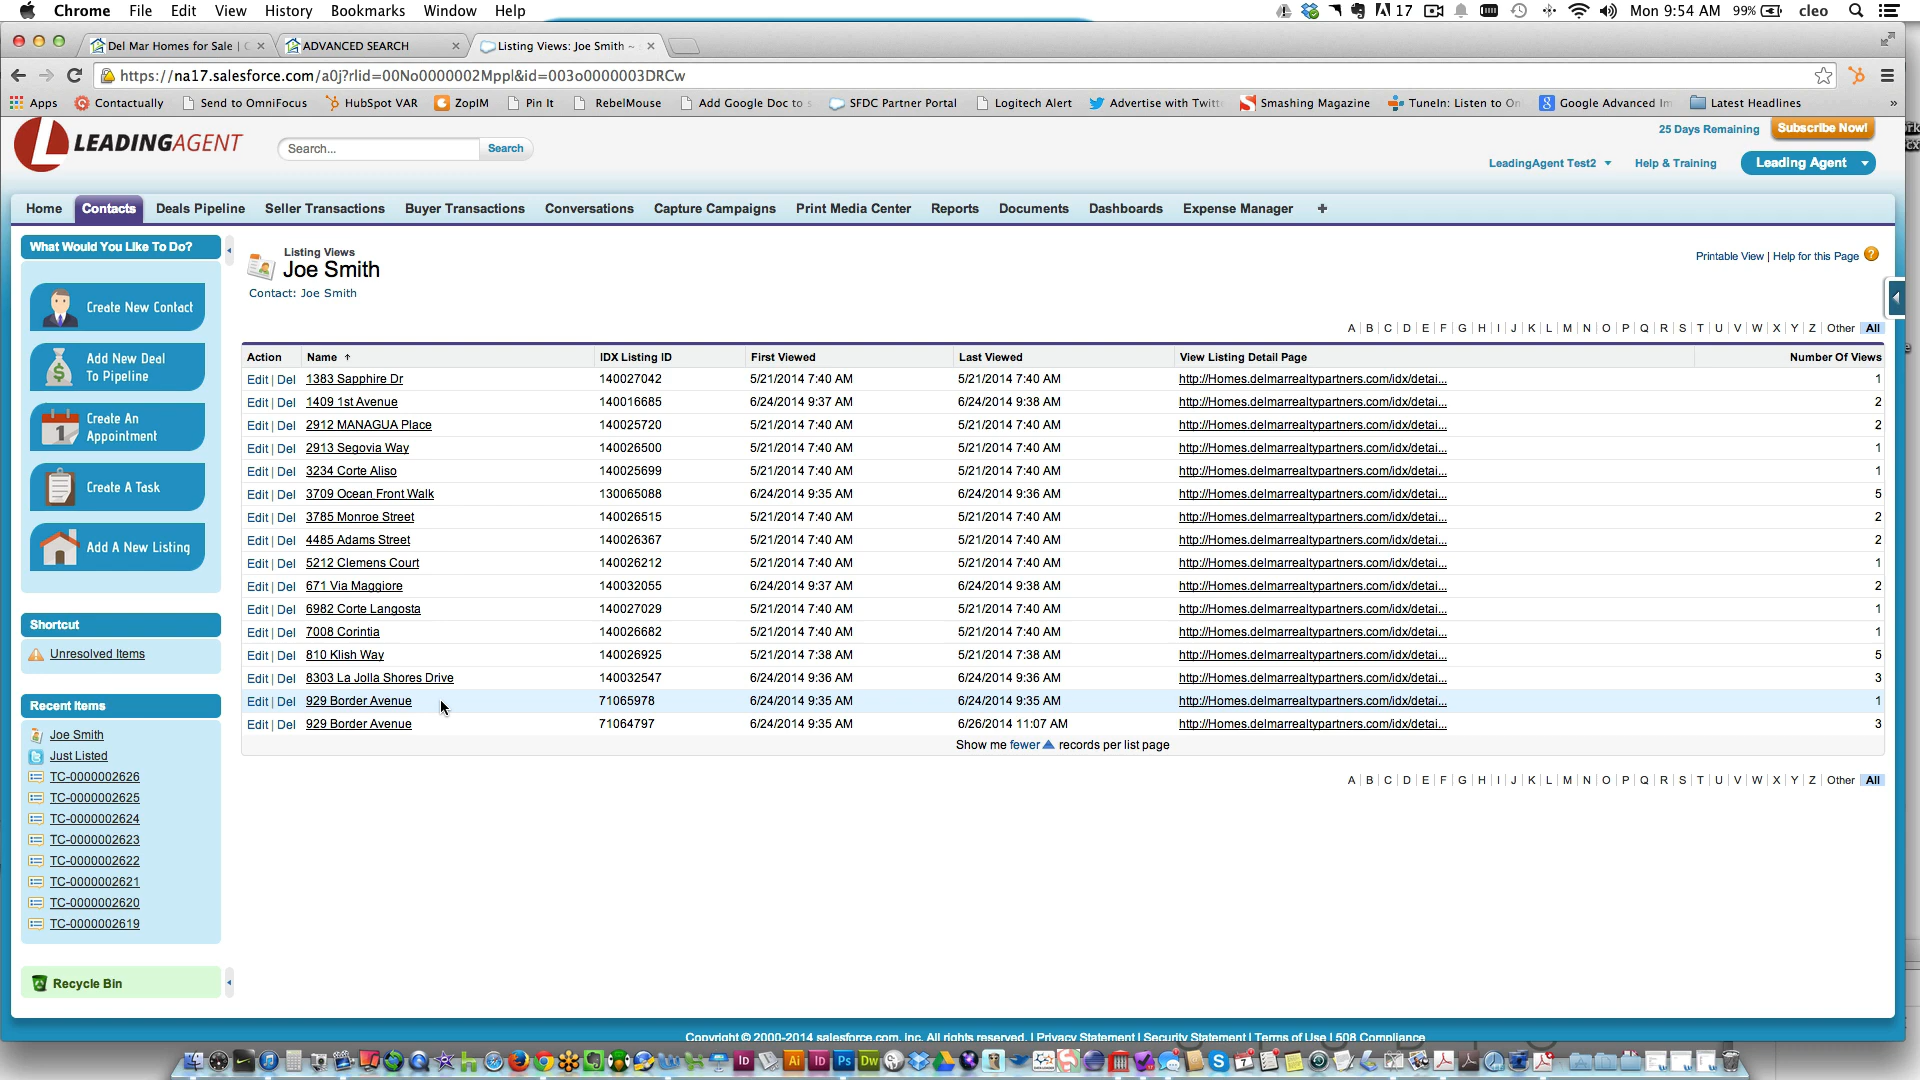 Chrome File Edit View History Bookmarks Window Help 17 Mon 9:54 AM 99% cleo
Del Mar Homes for Sale | ADVANCED SEARCH Listing Views: Joe Smith ~
https://na17.salesforce.com/a0j?rlid=00No0000002Mppl&id=003o0000003DRCw
Apps Contactually Send to OmniFocus HubSpot VAR ZopIM Pin It RebelMouse Add Google Doc to SFDC Partner Portal Logitech Alert Advertise with Twitt Smashing Magazine TuneIn: Listen to On Google Advanced Im Latest Headlines »
LEADINGAGENT Search... Search
25 Days Remaining Subscribe Now!
LeadingAgent Test2 Help & Training Leading Agent
Home Contacts Deals Pipeline Seller Transactions Buyer Transactions Conversations Capture Campaigns Print Media Center Reports Documents Dashboards Expense Manager +
What Would You Like To Do?
Create New Contact
Add New Deal
To Pipeline
Create An
Appointment
1
Create A Task
Add A New Listing
Shortcut
Unresolved Items
Recent Items
Joe Smith
Just Listed
TC-0000002626
TC-0000002625
TC-0000002624
TC-0000002623
TC-0000002622
TC-0000002621
TC-0000002620
TC-0000002619
Recycle Bin
Listing Views
Joe Smith
Contact: Joe Smith
Printable View | Help for this Page ?
A | B | C | D | E | F | G | H | I | J | K | L | M | N | O | P | Q | R | S | T | U | V | W | X | Y | Z | Other | All
Action Name IDX Listing ID First Viewed Last Viewed View Listing Detail Page Number Of Views
Edit | Del 1383 Sapphire Dr 140027042 5/21/2014 7:40 AM 5/21/2014 7:40 AM http://Homes.delmarrealtypartners.com/idx/detai... 1
Edit | Del 1409 1st Avenue 140016685 6/24/2014 9:37 AM 6/24/2014 9:38 AM http://Homes.delmarrealtypartners.com/idx/detai... 2
Edit | Del 2912 MANAGUA Place 140025720 5/21/2014 7:40 AM 5/21/2014 7:40 AM http://Homes.delmarrealtypartners.com/idx/detai... 2
Edit | Del 2913 Segovia Way 140026500 5/21/2014 7:40 AM 5/21/2014 7:40 AM http://Homes.delmarrealtypartners.com/idx/detai... 1
Edit | Del 3234 Corte Aliso 140025699 5/21/2014 7:40 AM 5/21/2014 7:40 AM http://Homes.delmarrealtypartners.com/idx/detai... 1
Edit | Del 3709 Ocean Front Walk 130065088 6/24/2014 9:35 AM 6/24/2014 9:36 AM http://Homes.delmarrealtypartners.com/idx/detai... 5
Edit | Del 3785 Monroe Street 140026515 5/21/2014 7:40 AM 5/21/2014 7:40 AM http://Homes.delmarrealtypartners.com/idx/detai... 2
Edit | Del 4485 Adams Street 140026367 5/21/2014 7:40 AM 5/21/2014 7:40 AM http://Homes.delmarrealtypartners.com/idx/detai... 2
Edit | Del 5212 Clemens Court 140026212 5/21/2014 7:40 AM 5/21/2014 7:40 AM http://Homes.delmarrealtypartners.com/idx/detai... 1
Edit | Del 671 Via Maggiore 140032055 6/24/2014 9:37 AM 6/24/2014 9:38 AM http://Homes.delmarrealtypartners.com/idx/detai... 2
Edit | Del 6982 Corte Langosta 140027029 5/21/2014 7:40 AM 5/21/2014 7:40 AM http://Homes.delmarrealtypartners.com/idx/detai... 1
Edit | Del 7008 Corintia 140026682 5/21/2014 7:40 AM 5/21/2014 7:40 AM http://Homes.delmarrealtypartners.com/idx/detai... 1
Edit | Del 810 Klish Way 140026925 5/21/2014 7:38 AM 5/21/2014 7:38 AM http://Homes.delmarrealtypartners.com/idx/detai... 5
Edit | Del 8303 La Jolla Shores Drive 140032547 6/24/2014 9:36 AM 6/24/2014 9:36 AM http://Homes.delmarrealtypartners.com/idx/detai... 3
Edit | Del 929 Border Avenue 71065978 6/24/2014 9:35 AM 6/24/2014 9:35 AM http://Homes.delmarrealtypartners.com/idx/detai... 1
Edit | Del 929 Border Avenue 71064797 6/24/2014 9:35 AM 6/26/2014 11:07 AM http://Homes.delmarrealtypartners.com/idx/detai... 3
Show me fewer records per list page
A | B | C | D | E | F | G | H | I | J | K | L | M | N | O | P | Q | R | S | T | U | V | W | X | Y | Z | Other | All
Copyright © 2000-2014 salesforce.com, inc. All rights reserved. | Privacy Statement | Security Statement | Terms of Use | 508 Compliance
Id Ai Id Ps Dw